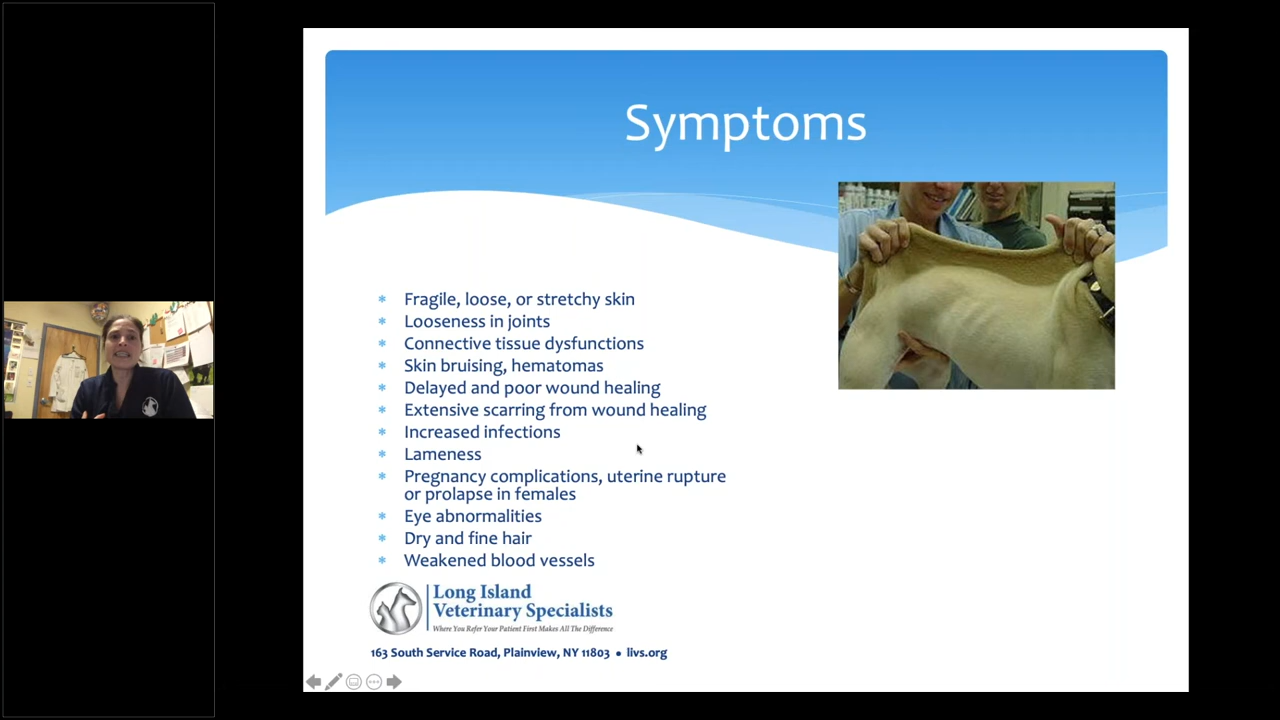 Symptoms
Fragile, loose, or stretchy skin
Looseness in joints
Connective tissue dysfunctions
Skin bruising, hematomas
Delayed and poor wound healing
Extensive scarring from wound healing
Increased infections
Lameness
Pregnancy complications, uterine rupture
or prolapse in females
Eye abnormalities
Dry and fine hair
Weakened blood vessels
Long Island
Veterinary Specialists
Where You Refer Your Patient First Makes All The Difference
163 South Service Road, Plainview, NY 11803 • livs.org